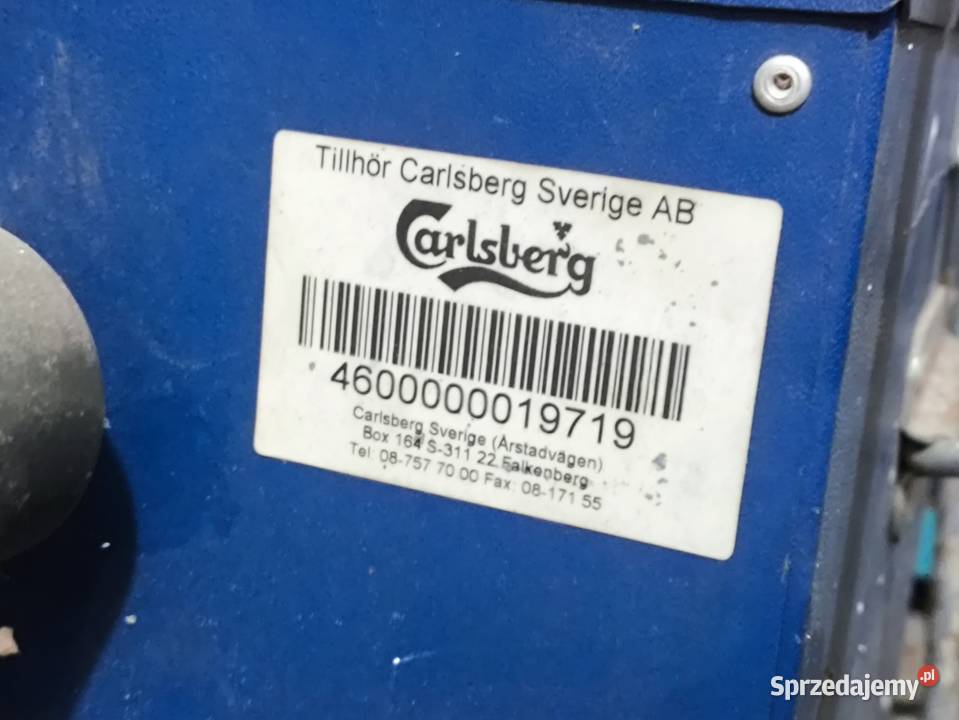 Tillhör Carlsberg Sverige AB
Carlsberg
4600000019719
Carlsberg Sverige (Årstadvägen)
Box 164 S-311 22 Falkenberg
Tel: 08-757 70 00 Fax: 08-171 55
Sprzedajemy.pl